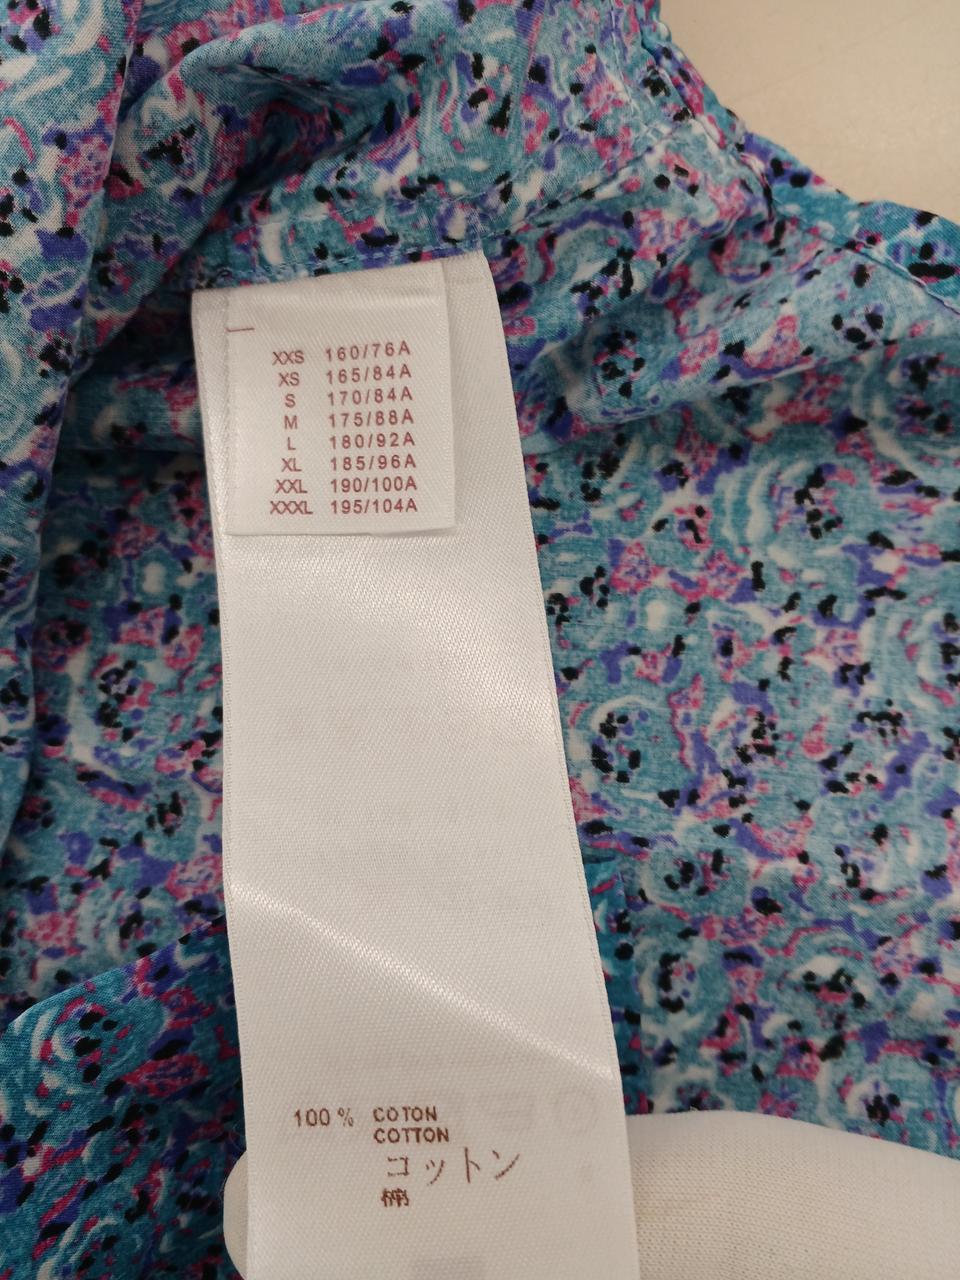 XXS 160/76A
XS 165/84A
S 170/84A
M 175/88A
L 180/92A
XL 185/96A
XXL 190/100A
XXXL 195/104A
100 % COTON
COTTON
コットン
棉